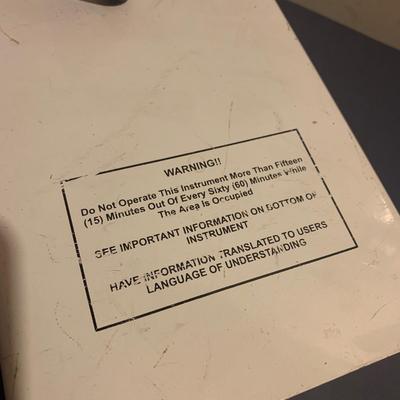 WARNING!!
Do Not Operate This Instrument More Than Fifteen
(15) Minutes Out Of Every Sixty (60) Minutes While
The Area Is Occupied
SEE IMPORTANT INFORMATION ON BOTTOM OF
INSTRUMENT
HAVE INFORMATION TRANSLATED TO USERS
LANGUAGE OF UNDERSTANDING